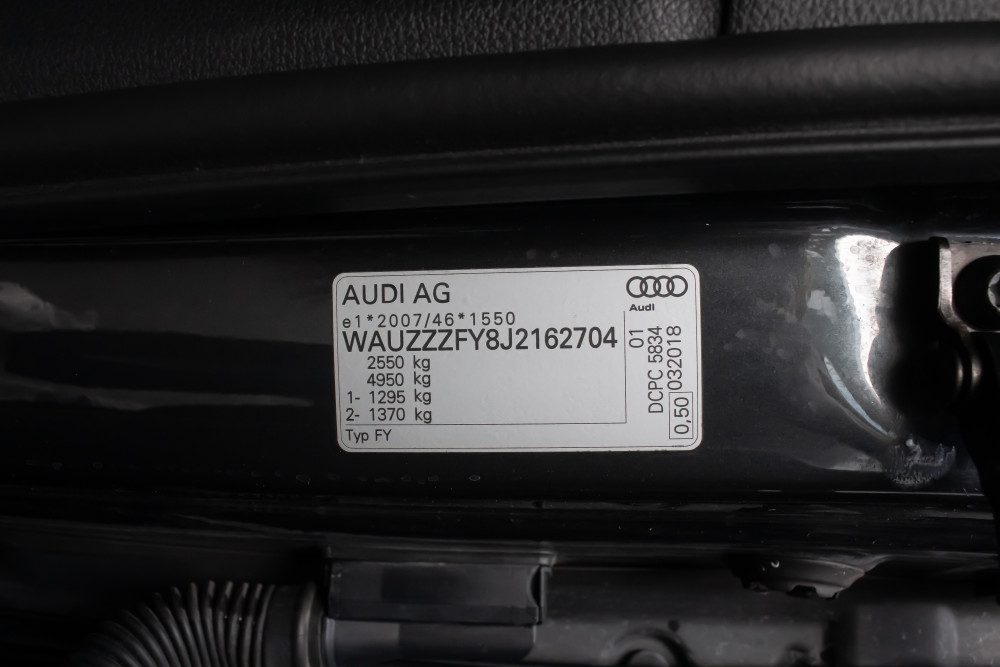 AUDI AG
Audi
e1*2007/46*1550
WAUZZZFY8J2162704
2550 kg
4950 kg
1- 1295 kg
2- 1370 kg
Typ FY
01
DCPC 5834
0,50 032018